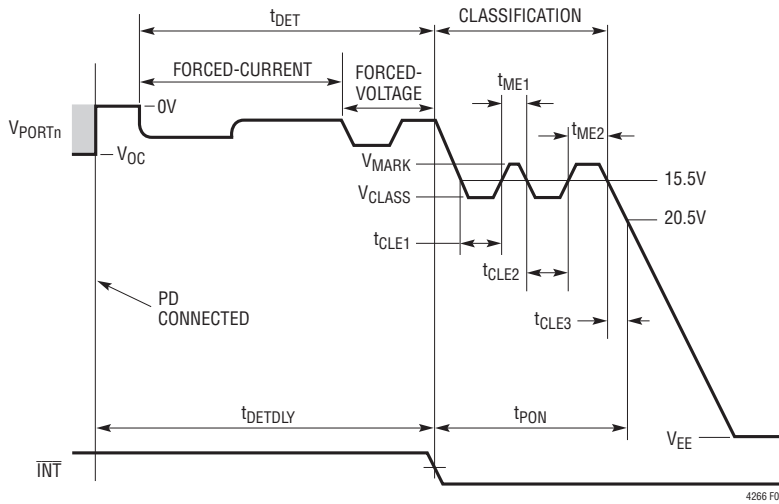 tDET
CLASSIFICATION
FORCED-CURRENT
FORCED-
VOLTAGE
tME1
0V
VPORTn
VOC
tME2
VMARK
15.5V
VCLASS
20.5V
tCLE1
tCLE2
PD
CONNECTED
tCLE3
tDETDLY
tPON
VEE
INT
4266 F0